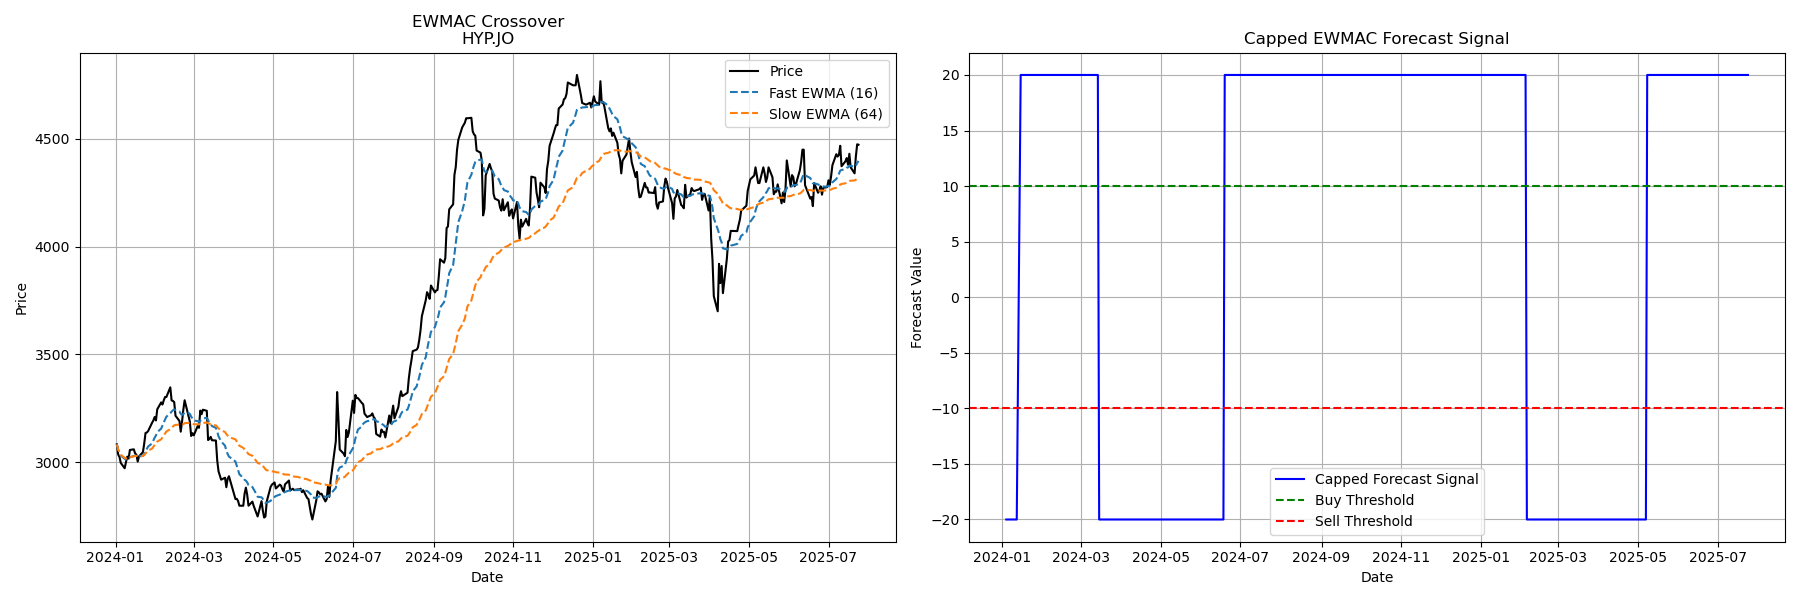 EWMAC Crossover
HYP.JO
Price
4500
4000
3500
3000
Price
Fast EWMA (16)
Slow EWMA (64)
2024-01 2024-03 2024-05 2024-07 2024-09 2024-11 2025-01 2025-03 2025-05 2025-07
Date
Capped EWMAC Forecast Signal
Forecast Value
20
15
10
5
0
−5
−10
−15
−20
Capped Forecast Signal
Buy Threshold
Sell Threshold
2024-01 2024-03 2024-05 2024-07 2024-09 2024-11 2025-01 2025-03 2025-05 2025-07
Date